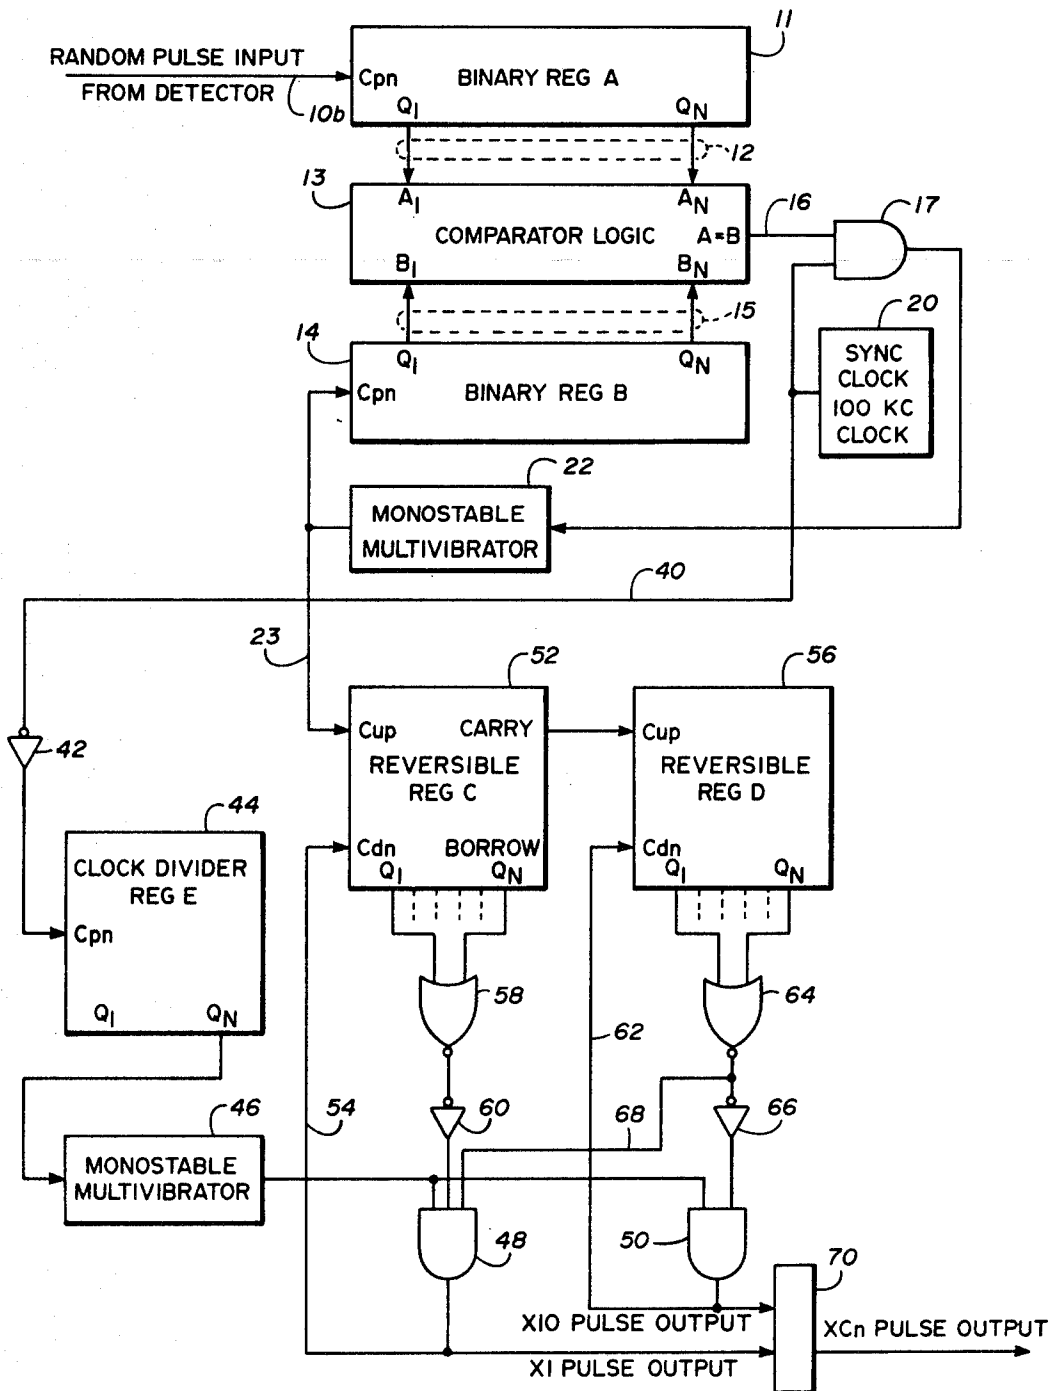 11
RANDOM PULSE INPUT
FROM DETECTOR
10b
Cpn
BINARY REG A
Q1
QN
12
13
A1
AN
COMPARATOR LOGIC
A=B
B1
BN
16
17
15
14
Q1
QN
Cpn
BINARY REG B
20
SYNC
CLOCK
100 KC
CLOCK
22
MONOSTABLE
MULTIVIBRATOR
40
23
52
56
Cup
CARRY
REVERSIBLE
REG C
Cdn
BORROW
Q1
QN
Cup
REVERSIBLE
REG D
Cdn
Q1
QN
42
44
CLOCK DIVIDER
REG E
Cpn
Q1
QN
58
64
62
46
54
60
68
66
MONOSTABLE
MULTIVIBRATOR
48
50
70
X10 PULSE OUTPUT
XCn PULSE OUTPUT
X1 PULSE OUTPUT